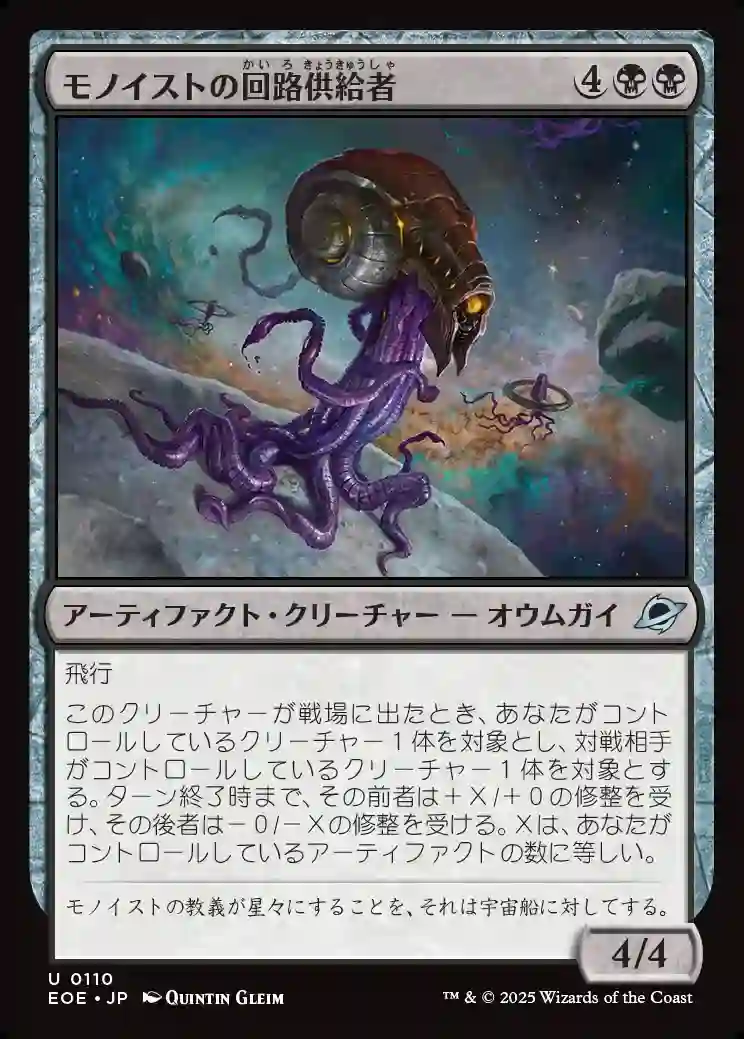 かいろきょうきゅうしゃ
モノイストの回路供給者 4
アーティファクト・クリーチャー — オウムガイ
飛行
このクリーチャーが戦場に出たとき、あなたがコント
ロールしているクリーチャー１体を対象とし、対戦相手
がコントロールしているクリーチャー１体を対象とす
る。ターン終了時まで、その前者は＋Ｘ/＋０の修整を受
け、その後者は－０/－Ｘの修整を受ける。Ｘは、あなたが
コントロールしているアーティファクトの数に等しい。
モノイストの教義が星々にすることを、それは宇宙船に対してする。
4/4
U 0110
EOE • JP Quintin Gleim
™ & © 2025 Wizards of the Coast